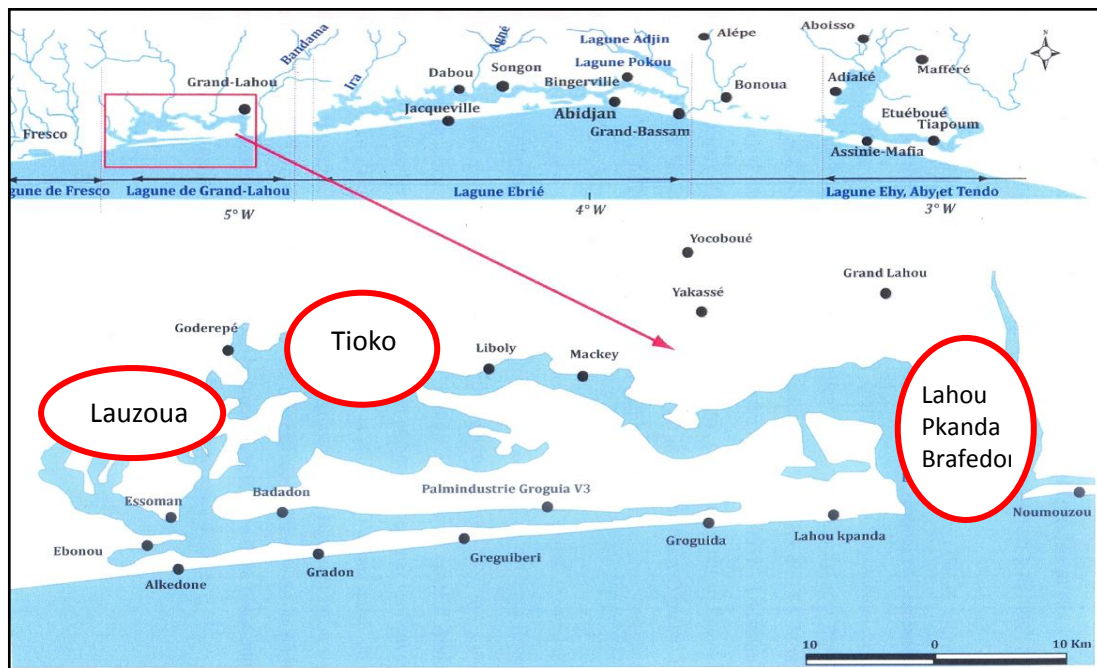 Aboisso
Alépe
Lagune Adjin
Agné
Bandama
Mafféré
Lagune Pokou
Songon
Dabou
Bingerville
Adiaké
Grand-Lahou
Ira
Bonoua
Jacqueville
Abidjan
Etuéboué
Grand-Bassam
Tiapoum
Fresco
Assinie-Mafia
gune de Fresco
Lagune de Grand-Lahou
Lagune Ebrié
Lagune Ehy, Aby et Tendo
5° W
4° W
3° W
N
Yocoboué
Grand Lahou
Yakassé
Goderepé
Tioko
Liboly
Mackey
Lauzoua
Lahou
Pkanda
Brafedon
Essoman
Badadon
Palmindustrie Groguia V3
Noumouzou
Ebonou
Groguida
Lahou kpanda
Greguiberi
Gradon
Alkedone
10 0 10 Km